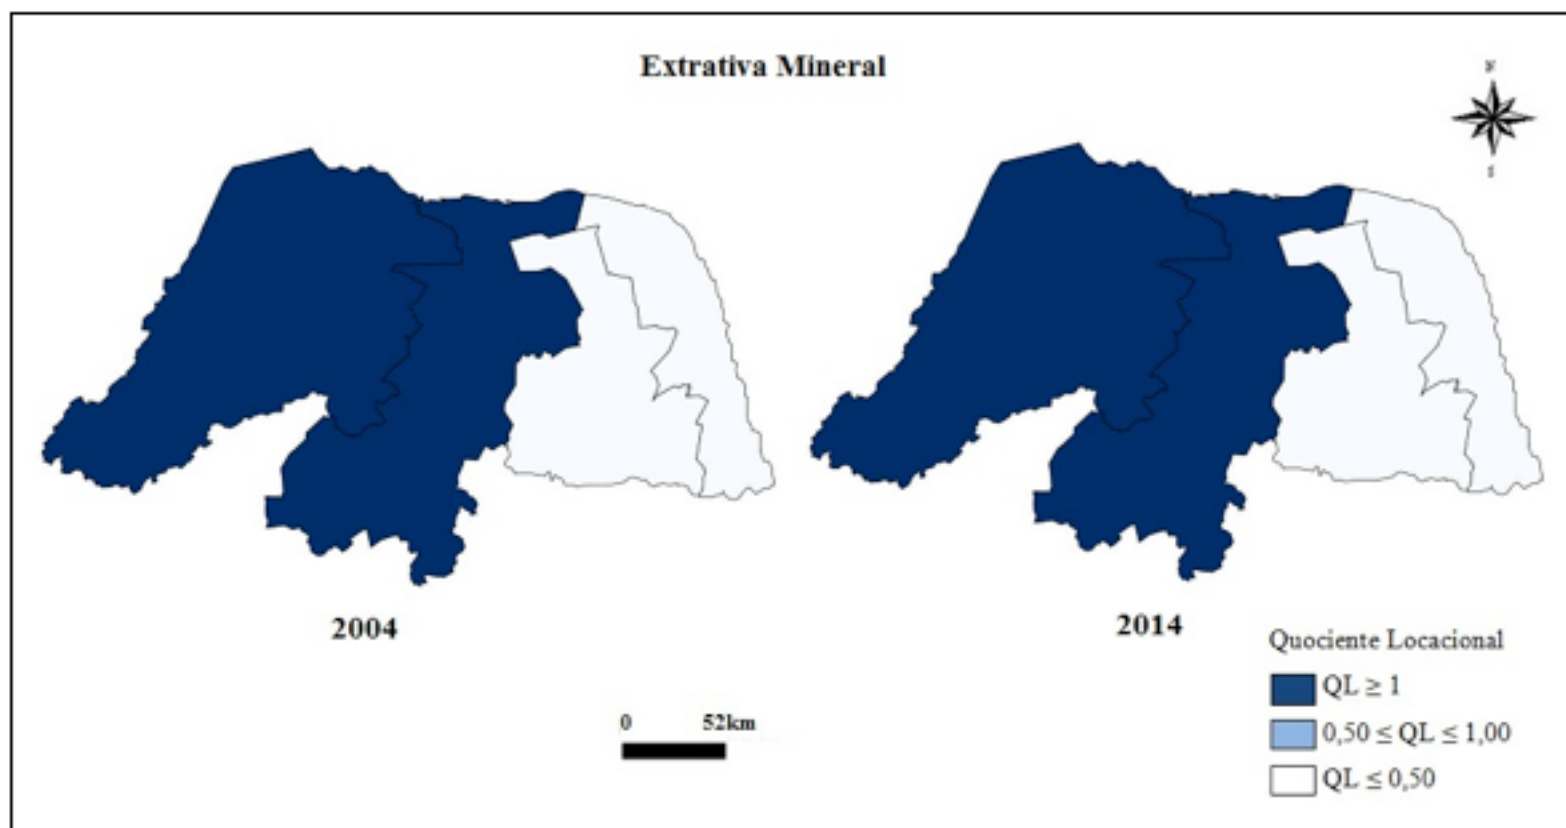 Extrativa Mineral
N
S
2004
2014
Quociente Locacional
QL ≥ 1
0,50 ≤ QL ≤ 1,00
QL ≤ 0,50
0 52km